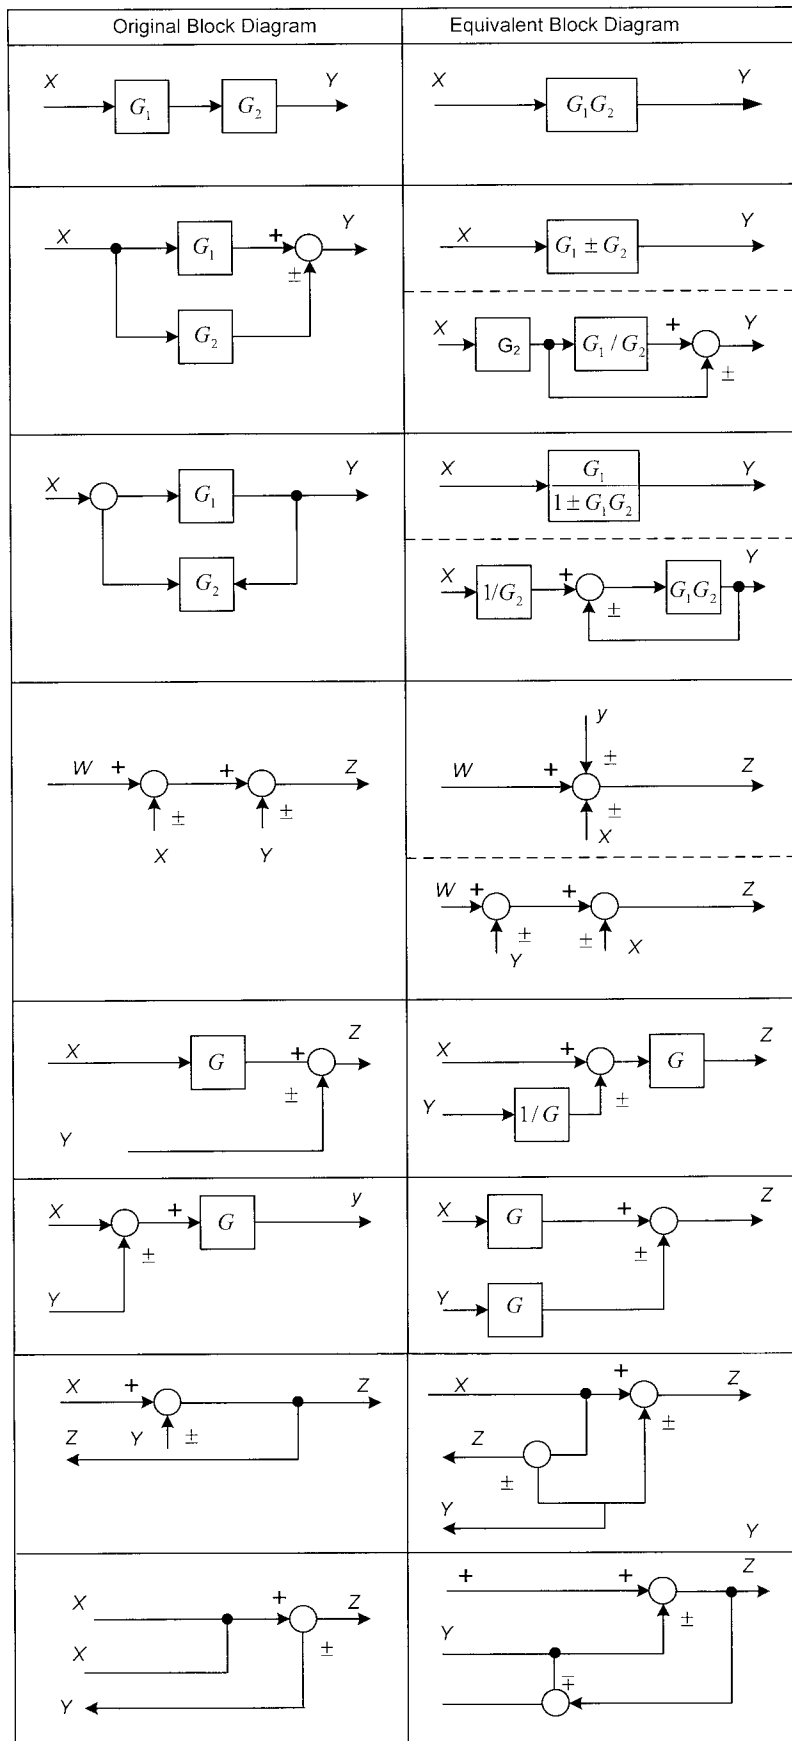 Original Block Diagram
Equivalent Block Diagram
X G₁ G₂ Y
X G₁G₂ Y
X G₁ + Y
±
G₂
X G₁ ± G₂ Y
X G₂ G₁ / G₂ + Y
±
X G₁ Y
G₂
X G₁ Y
1 ± G₁G₂
X 1/G₂ + G₁G₂ Y
±
W + + Z
± ±
X Y
y
±
W + Z
±
X
W + + Z
± ±
Y X
X G + Z
±
Y
X + G Z
Y 1/G ±
X + G y
±
Y
X G + Z
±
Y G
X + Z
Z Y ±
X + Z
±
Z
±
Y
Y
X + Z
X ±
Y
+ + Z
±
Y
∓